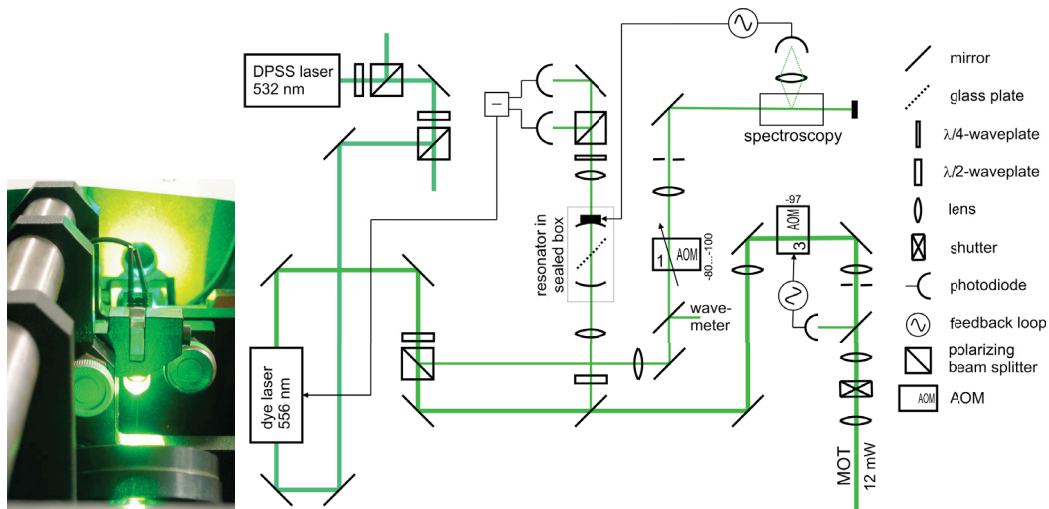 DPSS laser
532 nm
–
spectroscopy
resonator in
sealed box
1
AOM
-80...-100
wave-
meter
-97
AOM
3
dye laser
556 nm
MOT
12 mW
mirror
glass plate
λ/4-waveplate
λ/2-waveplate
lens
shutter
photodiode
feedback loop
polarizing
beam splitter
AOM
AOM